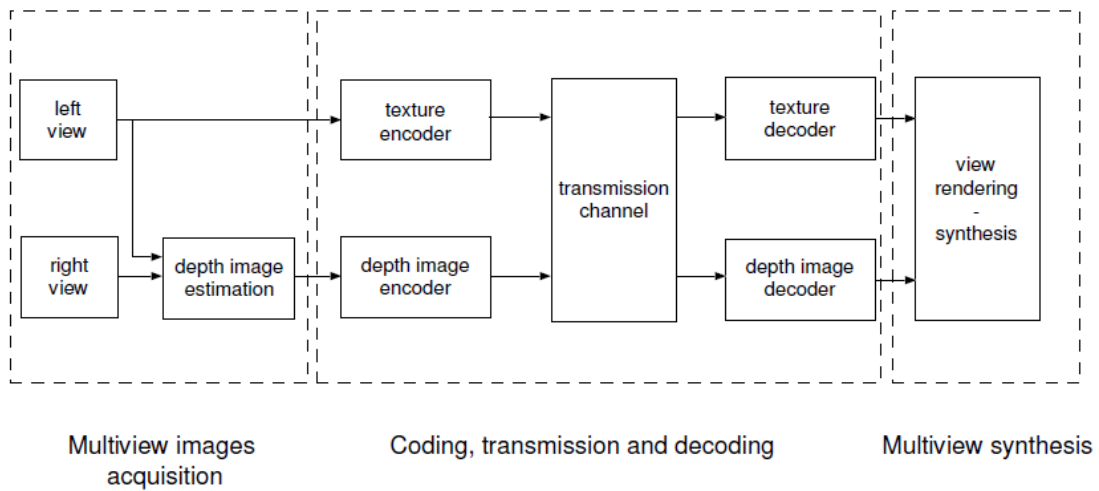 left
view
texture
encoder
texture
decoder
transmission
channel
view
rendering
-
synthesis
right
view
depth image
estimation
depth image
encoder
depth image
decoder
Multiview images
acquisition
Coding, transmission and decoding
Multiview synthesis